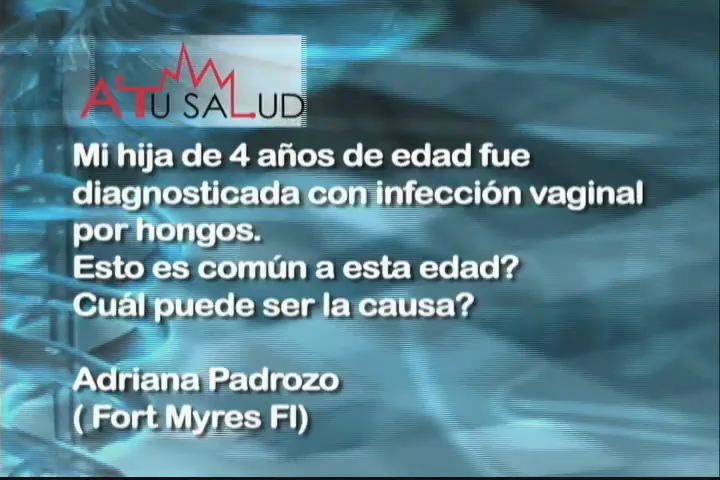 A TU SALUD
Mi hija de 4 años de edad fue
diagnosticada con infección vaginal
por hongos.
Esto es común a esta edad?
Cuál puede ser la causa?
Adriana Padrozo
( Fort Myres Fl)